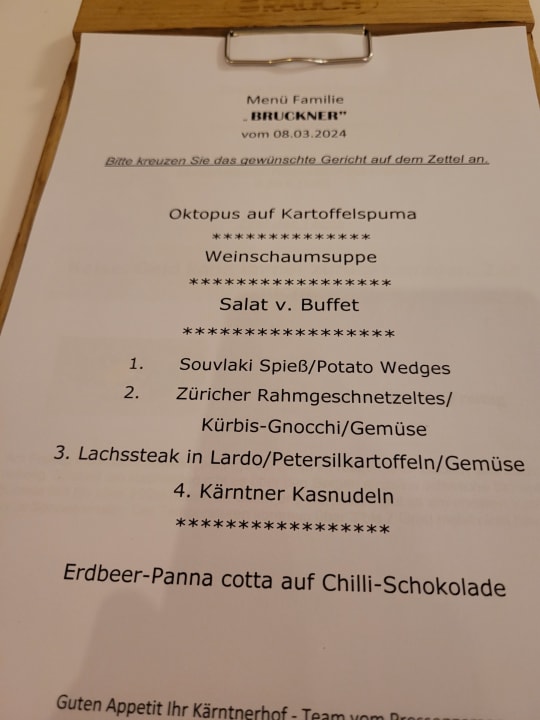 Menü Familie
„BRUCKNER"
vom 08.03.2024
Bitte kreuzen Sie das gewünschte Gericht auf dem Zettel an.
Oktopus auf Kartoffelspuma
**************
Weinschaumsuppe
*****************
Salat v. Buffet
******************
1. Souvlaki Spieß/Potato Wedges
2. Züricher Rahmgeschnetzeltes/
Kürbis-Gnocchi/Gemüse
3. Lachssteak in Lardo/Petersilkartoffeln/Gemüse
4. Kärntner Kasnudeln
******************
Erdbeer-Panna cotta auf Chilli-Schokolade
Guten Appetit Ihr Kärntnerhof - Team vom